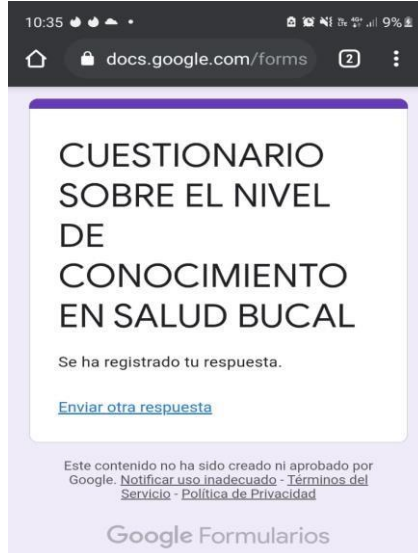 10:35
9%
docs.google.com/forms
2
CUESTIONARIO
SOBRE EL NIVEL
DE
CONOCIMIENTO
EN SALUD BUCAL
Se ha registrado tu respuesta.
Enviar otra respuesta
Este contenido no ha sido creado ni aprobado por
Google. Notificar uso inadecuado - Términos del
Servicio - Política de Privacidad
Google Formularios